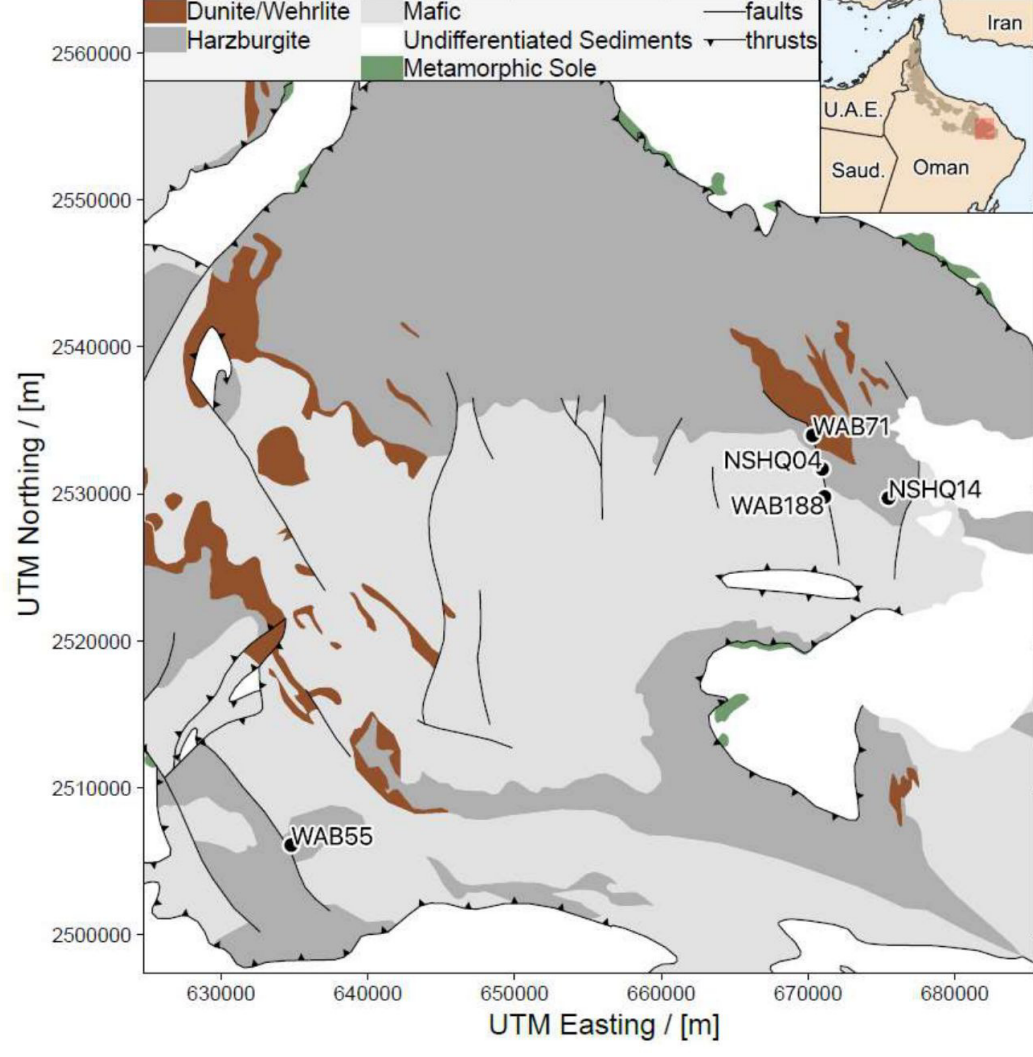 Dunite/Wehrlite Mafic faults
Harzburgite Undifferentiated Sediments thrusts
Metamorphic Sole
Iran
U.A.E.
Saud. Oman
2560000
2550000
2540000
2530000
2520000
2510000
2500000
UTM Northing / [m]
WAB71
NSHQ04
NSHQ14
WAB188
WAB55
630000 640000 650000 660000 670000 680000
UTM Easting / [m]